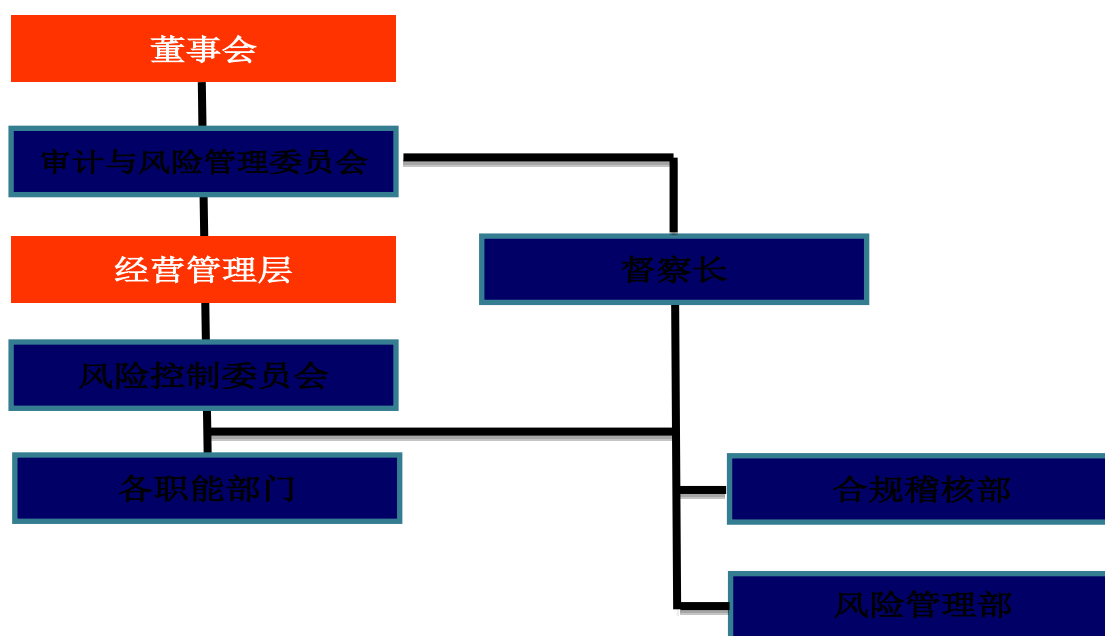 董事会
审计与风险管理委员会
经营管理层
督察长
风险控制委员会
各职能部门
合规稽核部
风险管理部